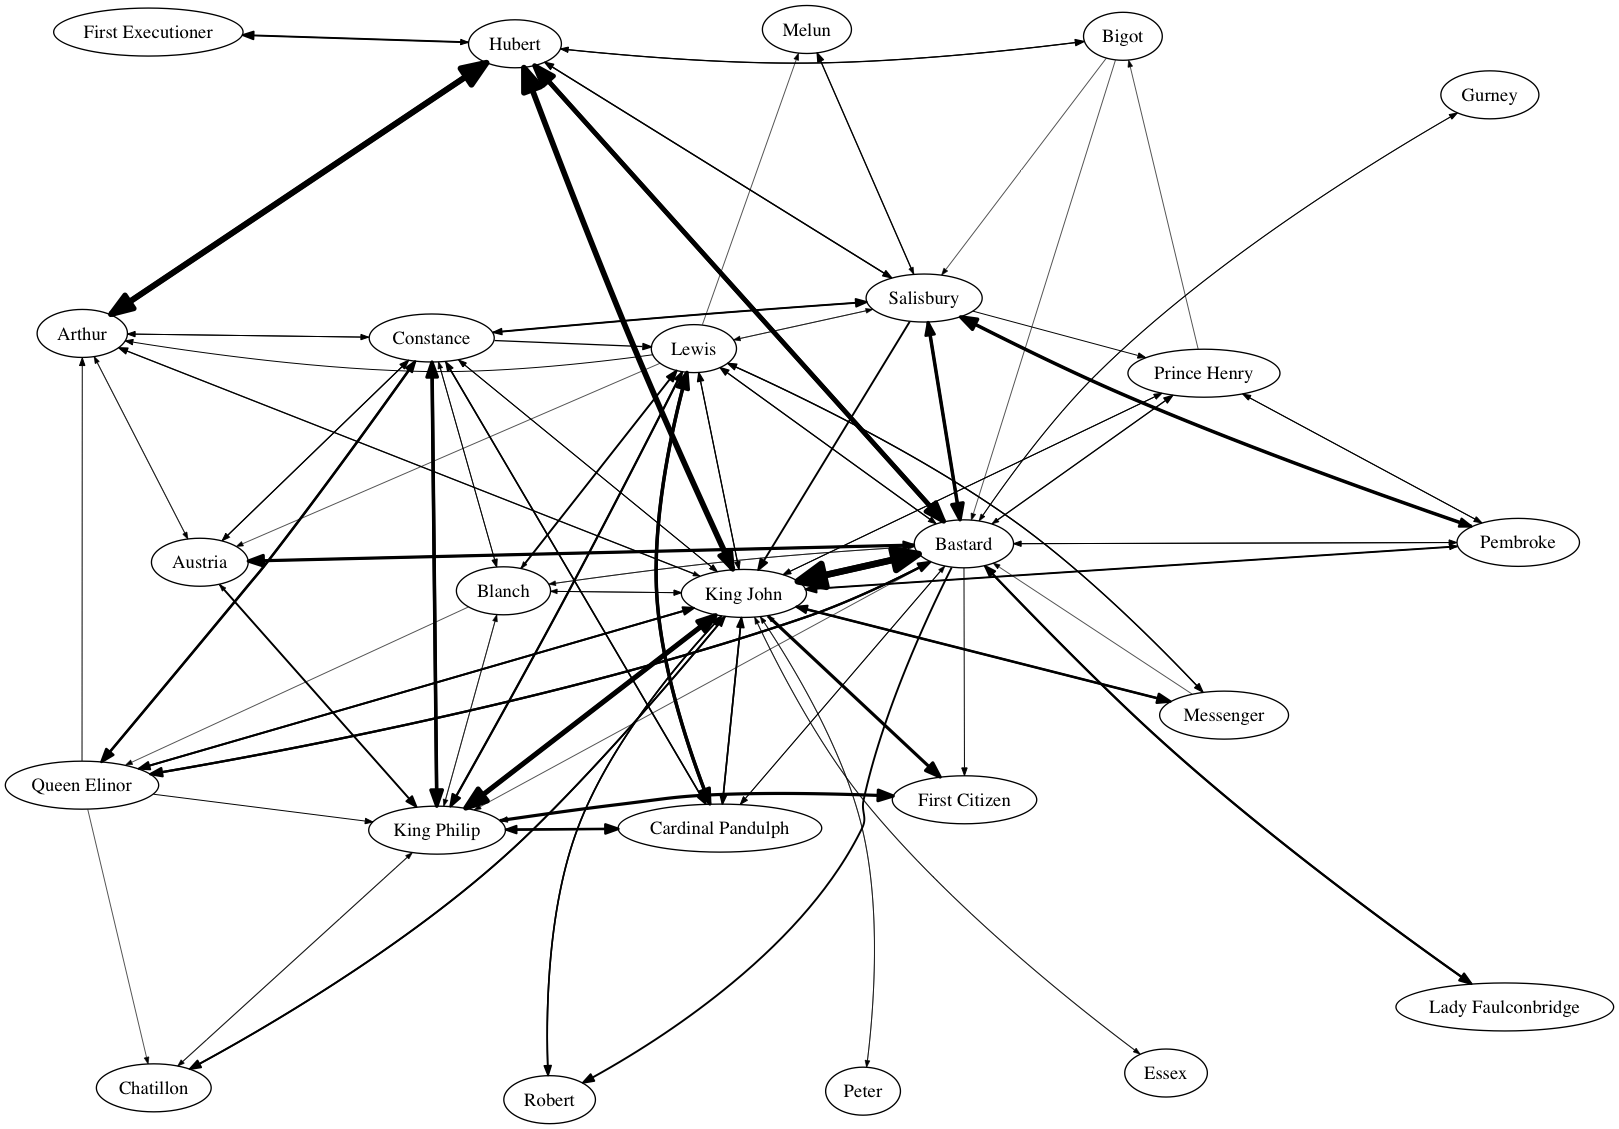 First Executioner
Hubert
Melun
Bigot
Gurney
Salisbury
Arthur
Constance
Lewis
Prince Henry
Austria
Blanch
King John
Bastard
Pembroke
Messenger
Queen Elinor
King Philip
Cardinal Pandulph
First Citizen
Lady Faulconbridge
Chatillon
Robert
Peter
Essex